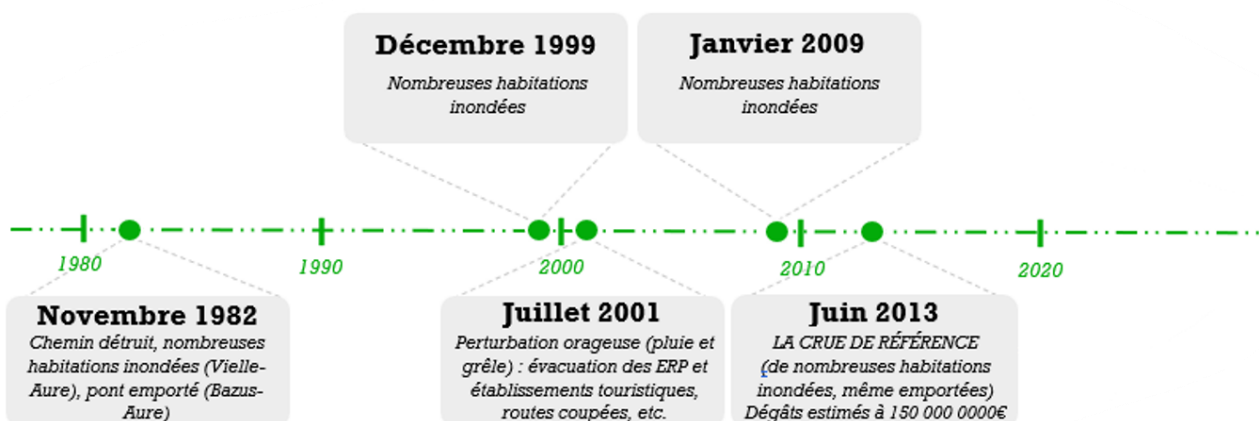 Décembre 1999
Nombreuses habitations
inondées
Janvier 2009
Nombreuses habitations
inondées
1980
1990
2000
2010
2020
Novembre 1982
Chemin détruit, nombreuses
habitations inondées (Vielle-
Aure), pont emporté (Bazus-
Aure)
Juillet 2001
Perturbation orageuse (pluie et
grêle) : évacuation des ERP et
établissements touristiques,
routes coupées, etc.
Juin 2013
LA CRUE DE RÉFÉRENCE
(de nombreuses habitations
inondées, même emportées)
Dégâts estimés à 150 000 0000€